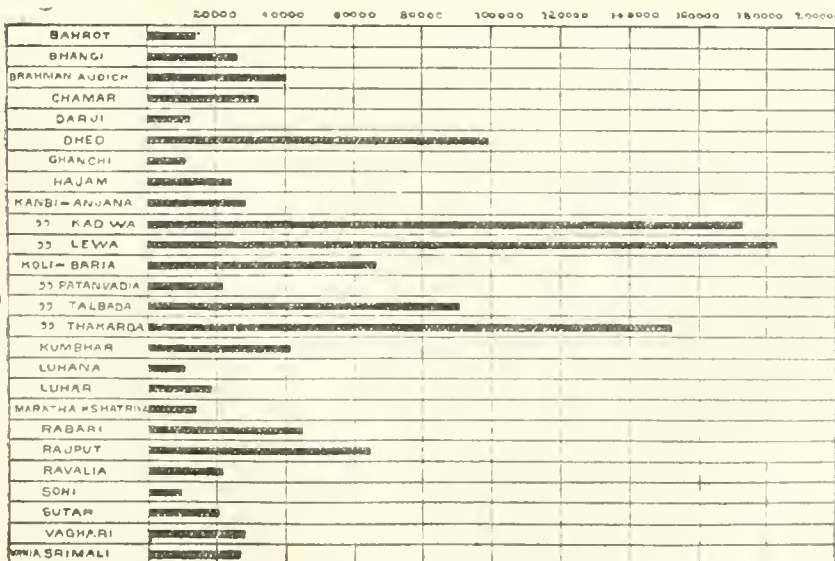 20000 40000 60000 80000 100000 120000 140000 160000 180000 200000
BAHROT
BHANGI
BRAHMAN AUDICH
CHAMAR
DARJI
DHED
GHANCHI
HAJAM
KANBI-ANJANA
" KADWA
" LEWA
KOLI-BARIA
" PATANVADIA
" TALBADA
" THAKARDA
KUMBHAR
LUHANA
LUHAR
MARATHA KSHATRIYA
RABARI
RAJPUT
RAVALIA
SONI
SUTAR
VAGHARI
VANIA SRIMALI